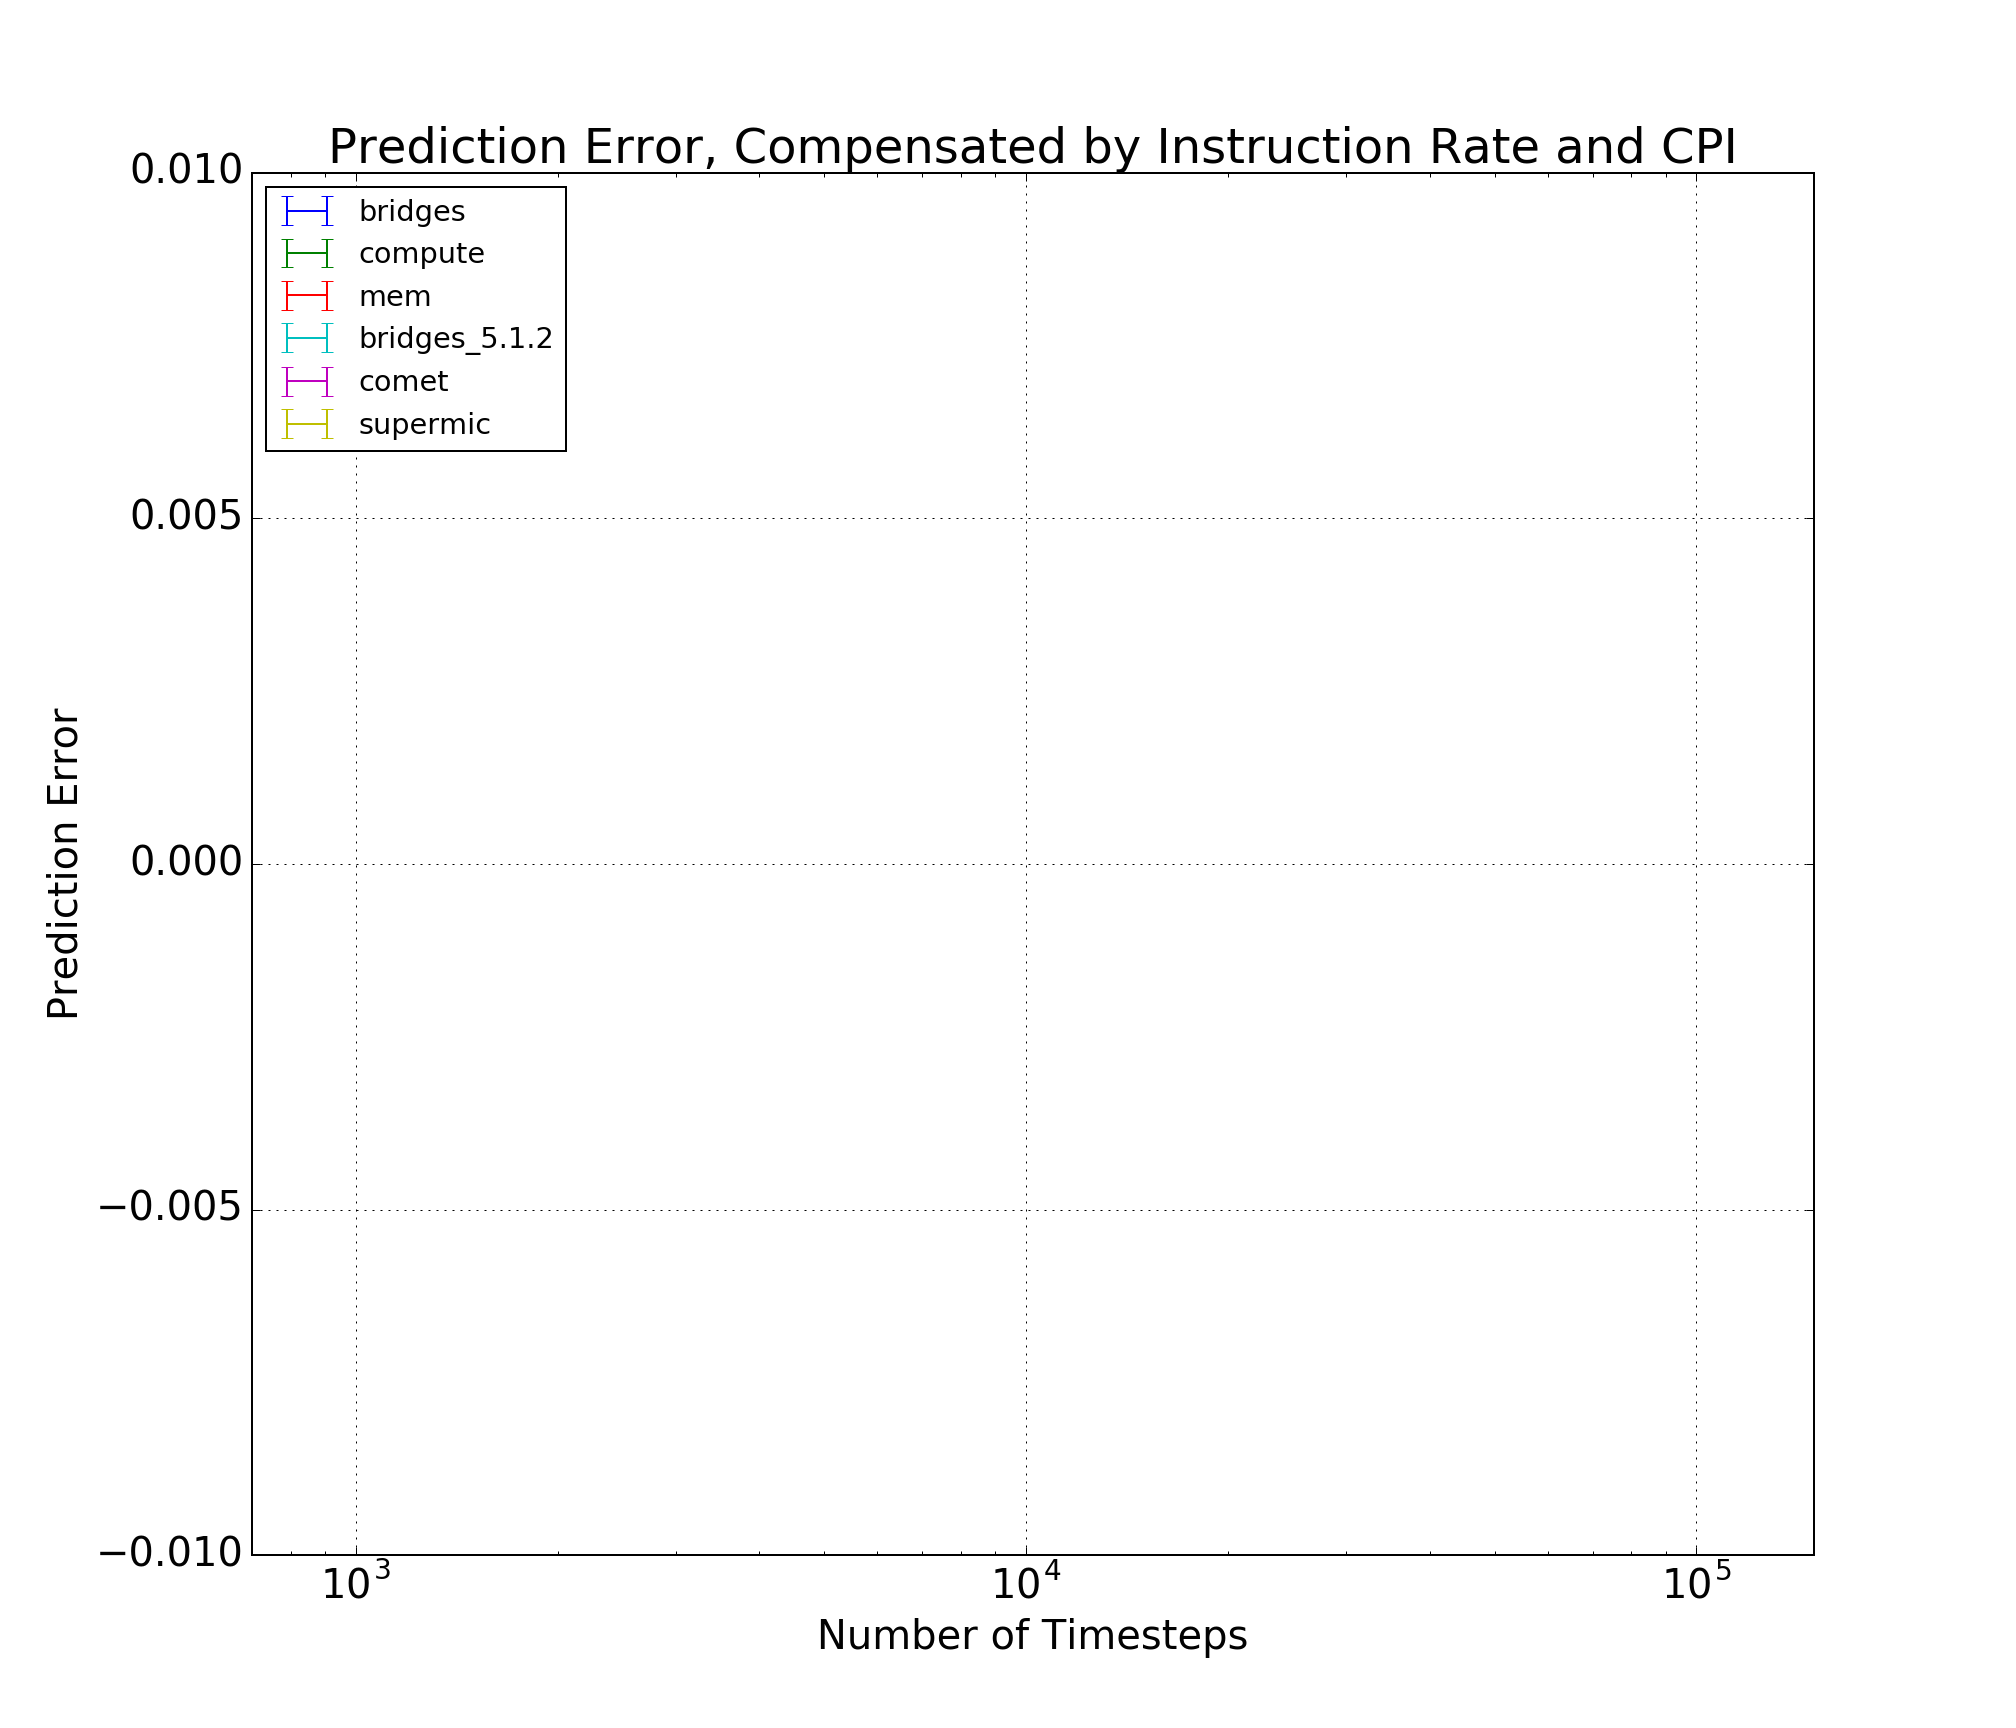 Prediction Error, Compensated by Instruction Rate and CPI
0.010
bridges
compute
mem
bridges_5.1.2
comet
supermic
0.005
0.000
−0.005
−0.010
Prediction Error
10³
10⁴
10⁵
Number of Timesteps